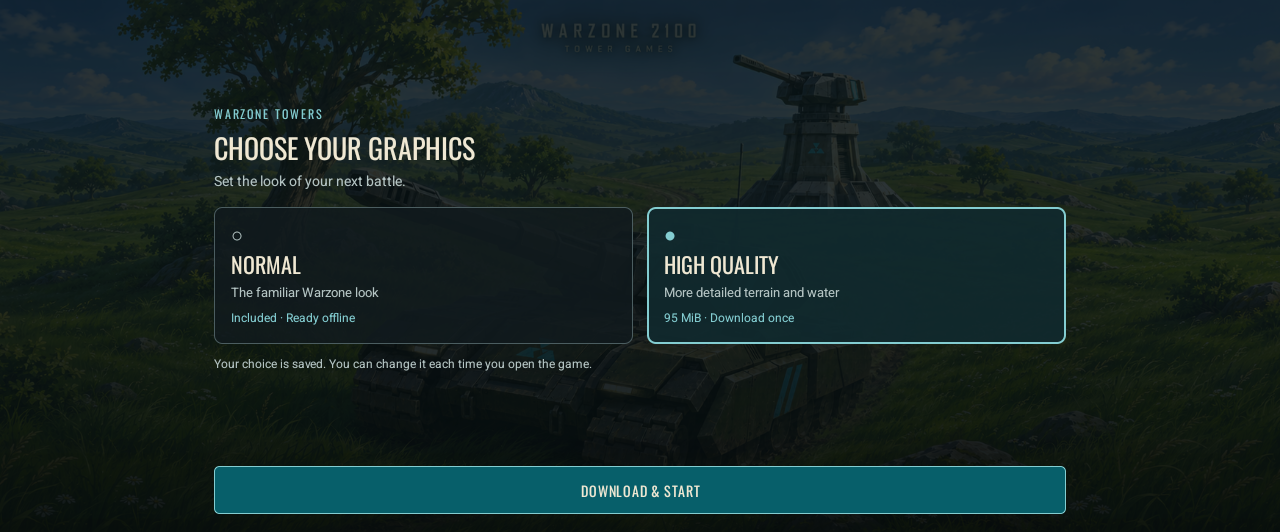 WARZONE 2100
TOWER GAMES
WARZONE TOWERS
CHOOSE YOUR GRAPHICS
Set the look of your next battle.
NORMAL
The familiar Warzone look
Included · Ready offline
HIGH QUALITY
More detailed terrain and water
95 MiB · Download once
Your choice is saved. You can change it each time you open the game.
DOWNLOAD & START